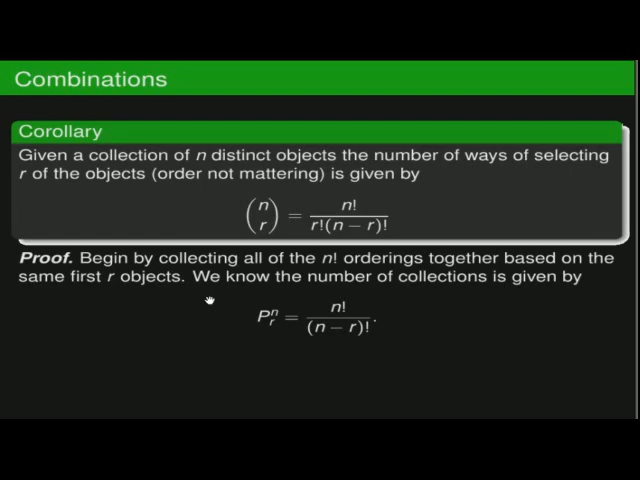 Combinations
Corollary
Given a collection of n distinct objects the number of ways of selecting
r of the objects (order not mattering) is given by
(n r) = n! / r!(n − r)!
Proof. Begin by collecting all of the n! orderings together based on the
same first r objects. We know the number of collections is given by
P^n_r = n! / (n − r)!.